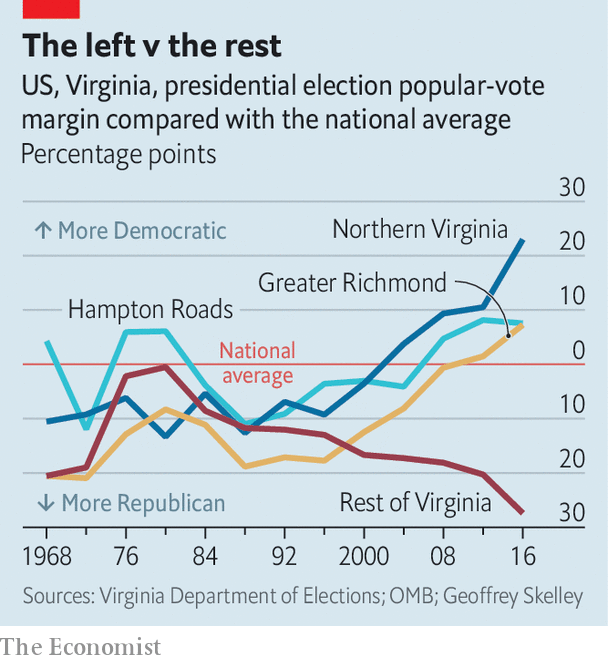 The left v the rest
US, Virginia, presidential election popular-vote
margin compared with the national average
Percentage points
30
↑ More Democratic
Northern Virginia
20
Greater Richmond
10
Hampton Roads
National
average
0
10
20
↓ More Republican
Rest of Virginia
30
1968 76 84 92 2000 08 16
Sources: Virginia Department of Elections; OMB; Geoffrey Skelley
The Economist